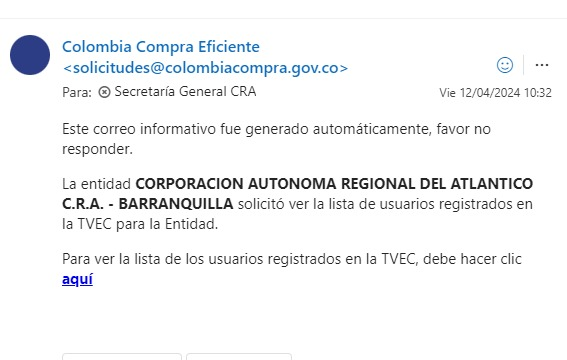 Colombia Compra Eficiente
<solicitudes@colombiacompra.gov.co>
Para: Secretaría General CRA
Vie 12/04/2024 10:32
Este correo informativo fue generado automáticamente, favor no
responder.
La entidad CORPORACION AUTONOMA REGIONAL DEL ATLANTICO
C.R.A. - BARRANQUILLA solicitó ver la lista de usuarios registrados en
la TVEC para la Entidad.
Para ver la lista de los usuarios registrados en la TVEC, debe hacer clic
aquí